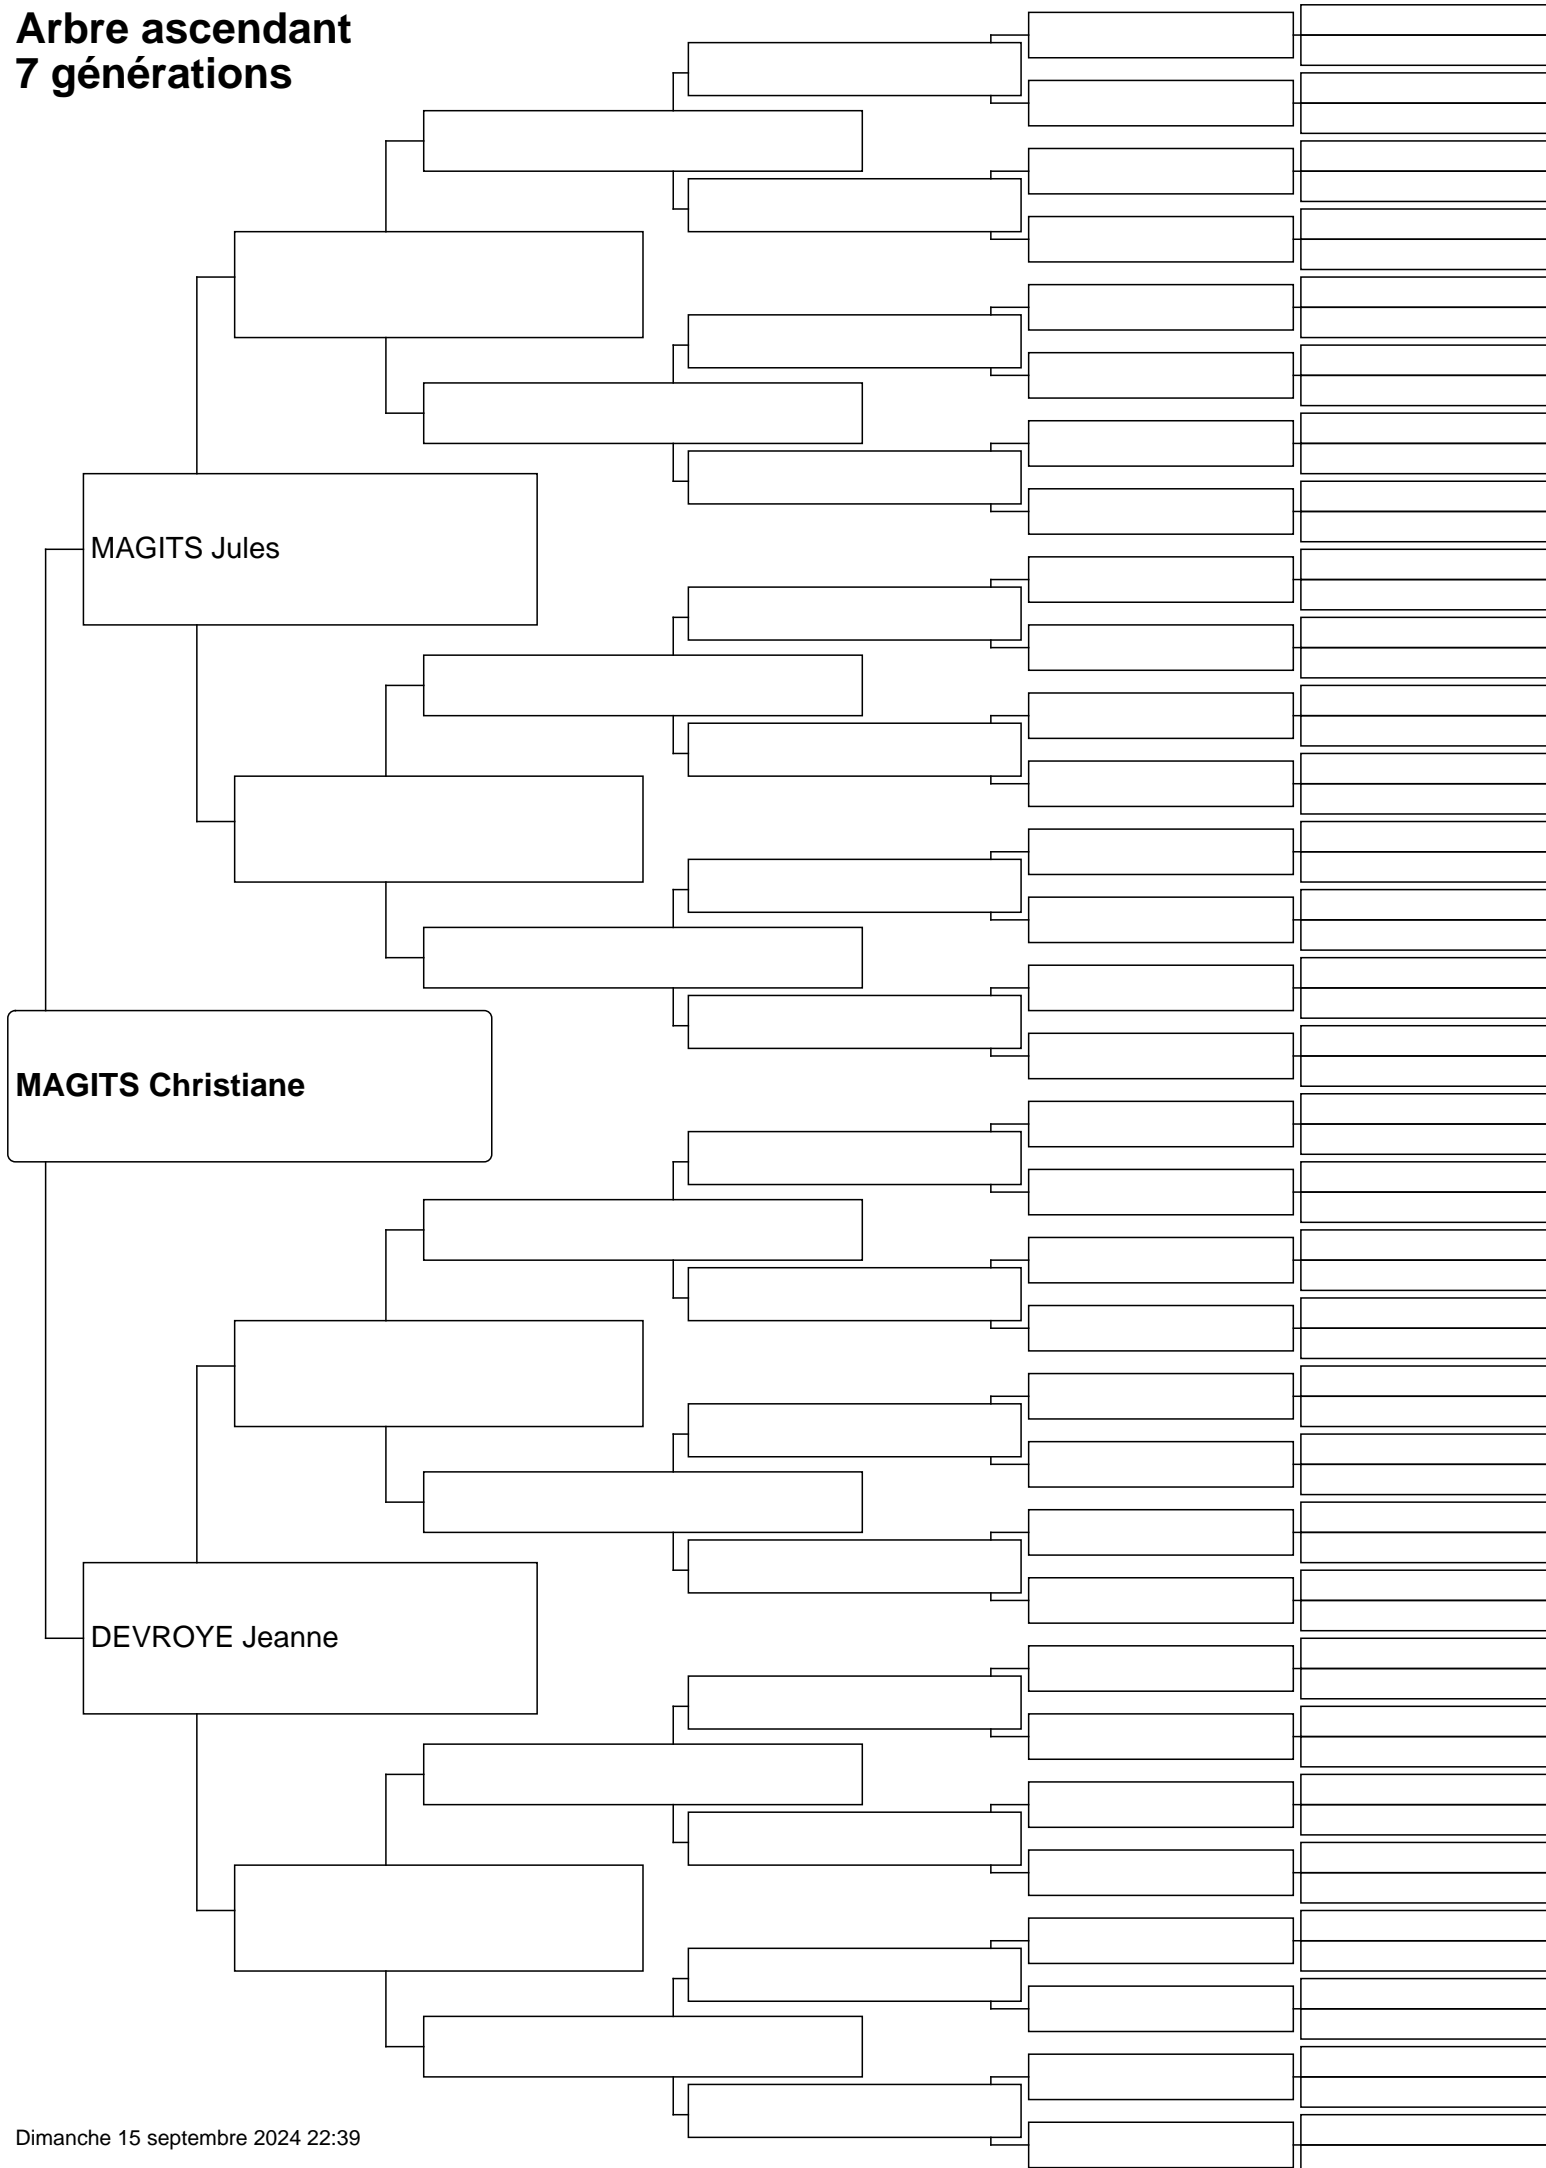 Arbre ascendant
7 générations
MAGITS Jules
MAGITS Christiane
DEVROYE Jeanne
Dimanche 15 septembre 2024 22:39